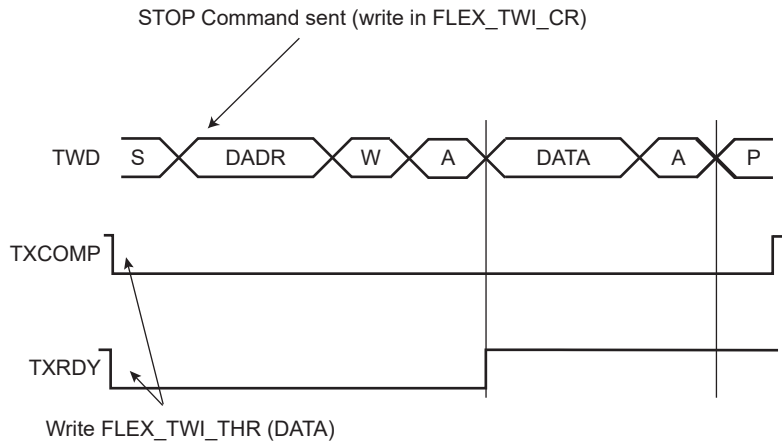 STOP Command sent (write in FLEX_TWI_CR)
TWD S DADR W A DATA A P
TXCOMP
TXRDY
Write FLEX_TWI_THR (DATA)